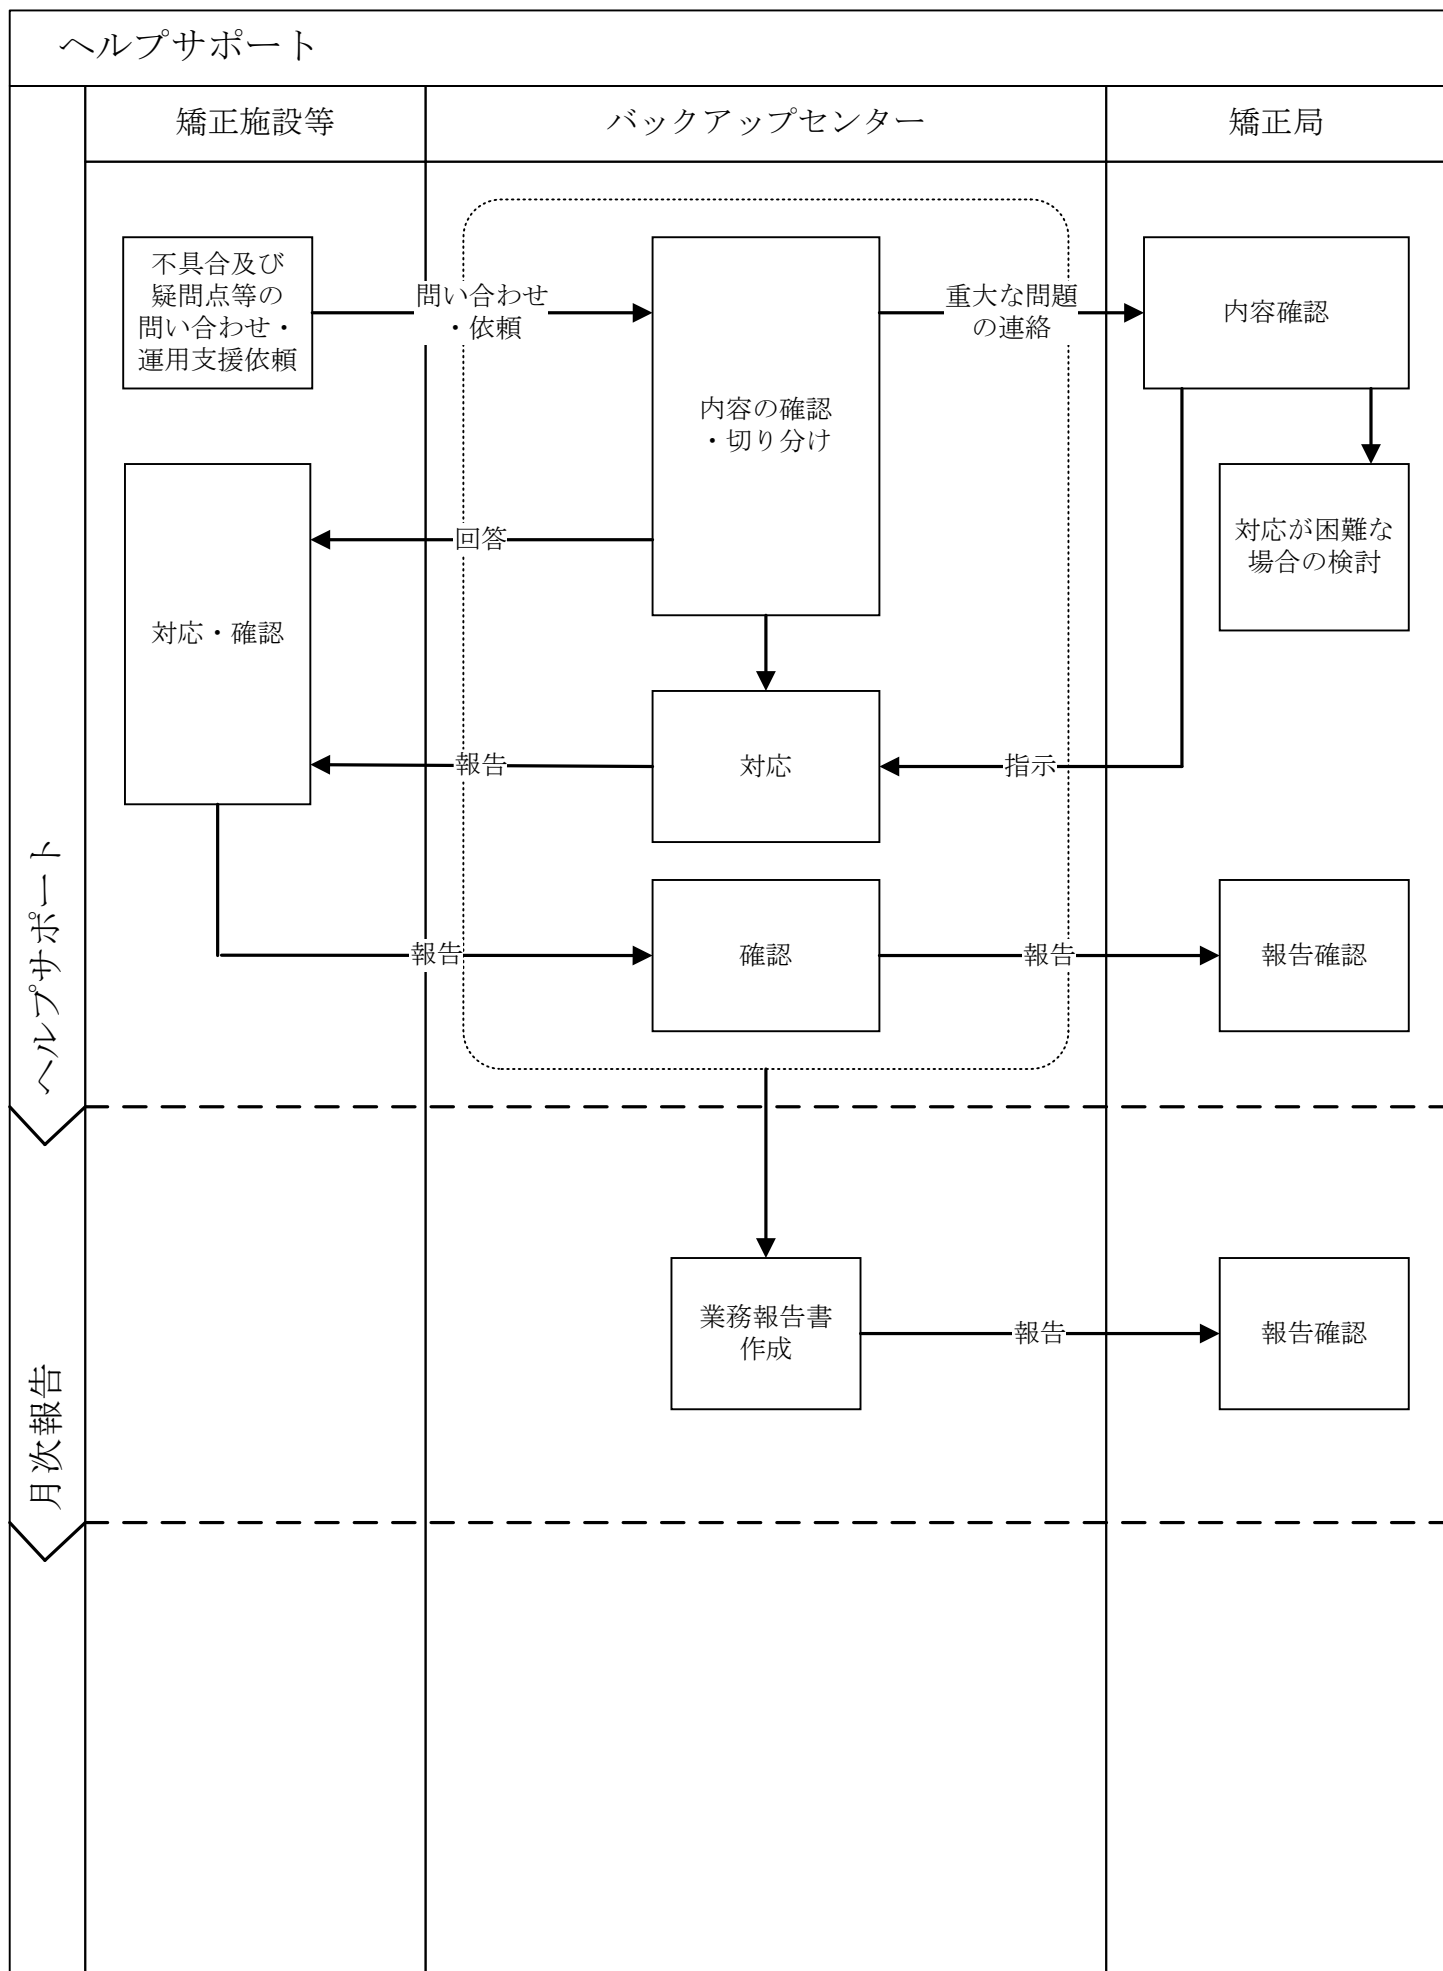 ヘルプサポート
矯正施設等
バックアップセンター
矯正局
不具合及び
疑問点等の
問い合わせ・
運用支援依頼
問い合わせ
・依頼
内容の確認
・切り分け
重大な問題
の連絡
内容確認
対応が困難な
場合の検討
回答
対応・確認
報告
対応
指示
報告
確認
報告
報告確認
ヘルプサポート
業務報告書
作成
報告
報告確認
月次報告